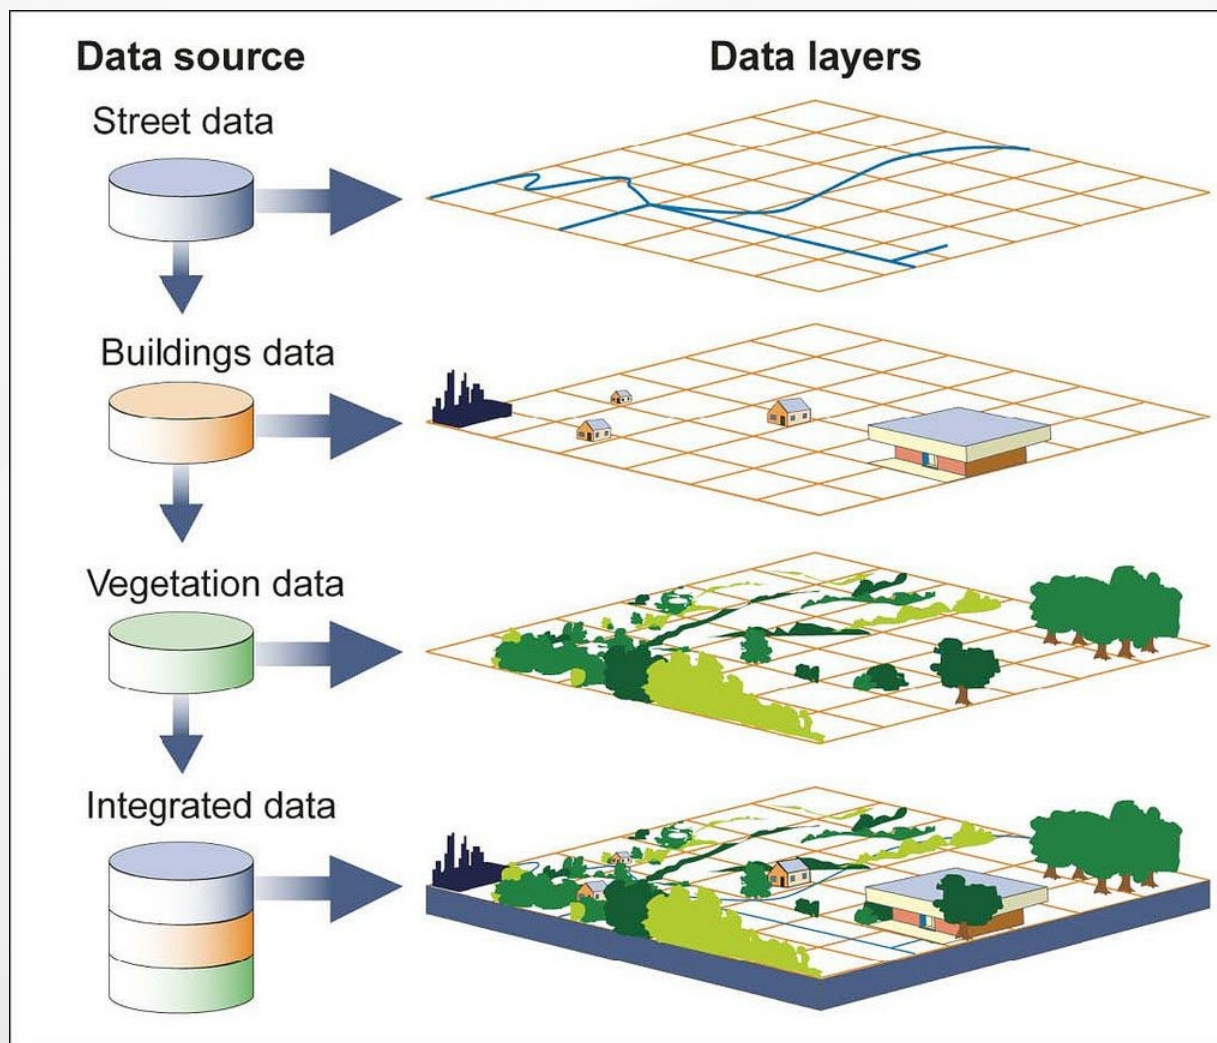 Data source
Data layers
Street data
Buildings data
Vegetation data
Integrated data